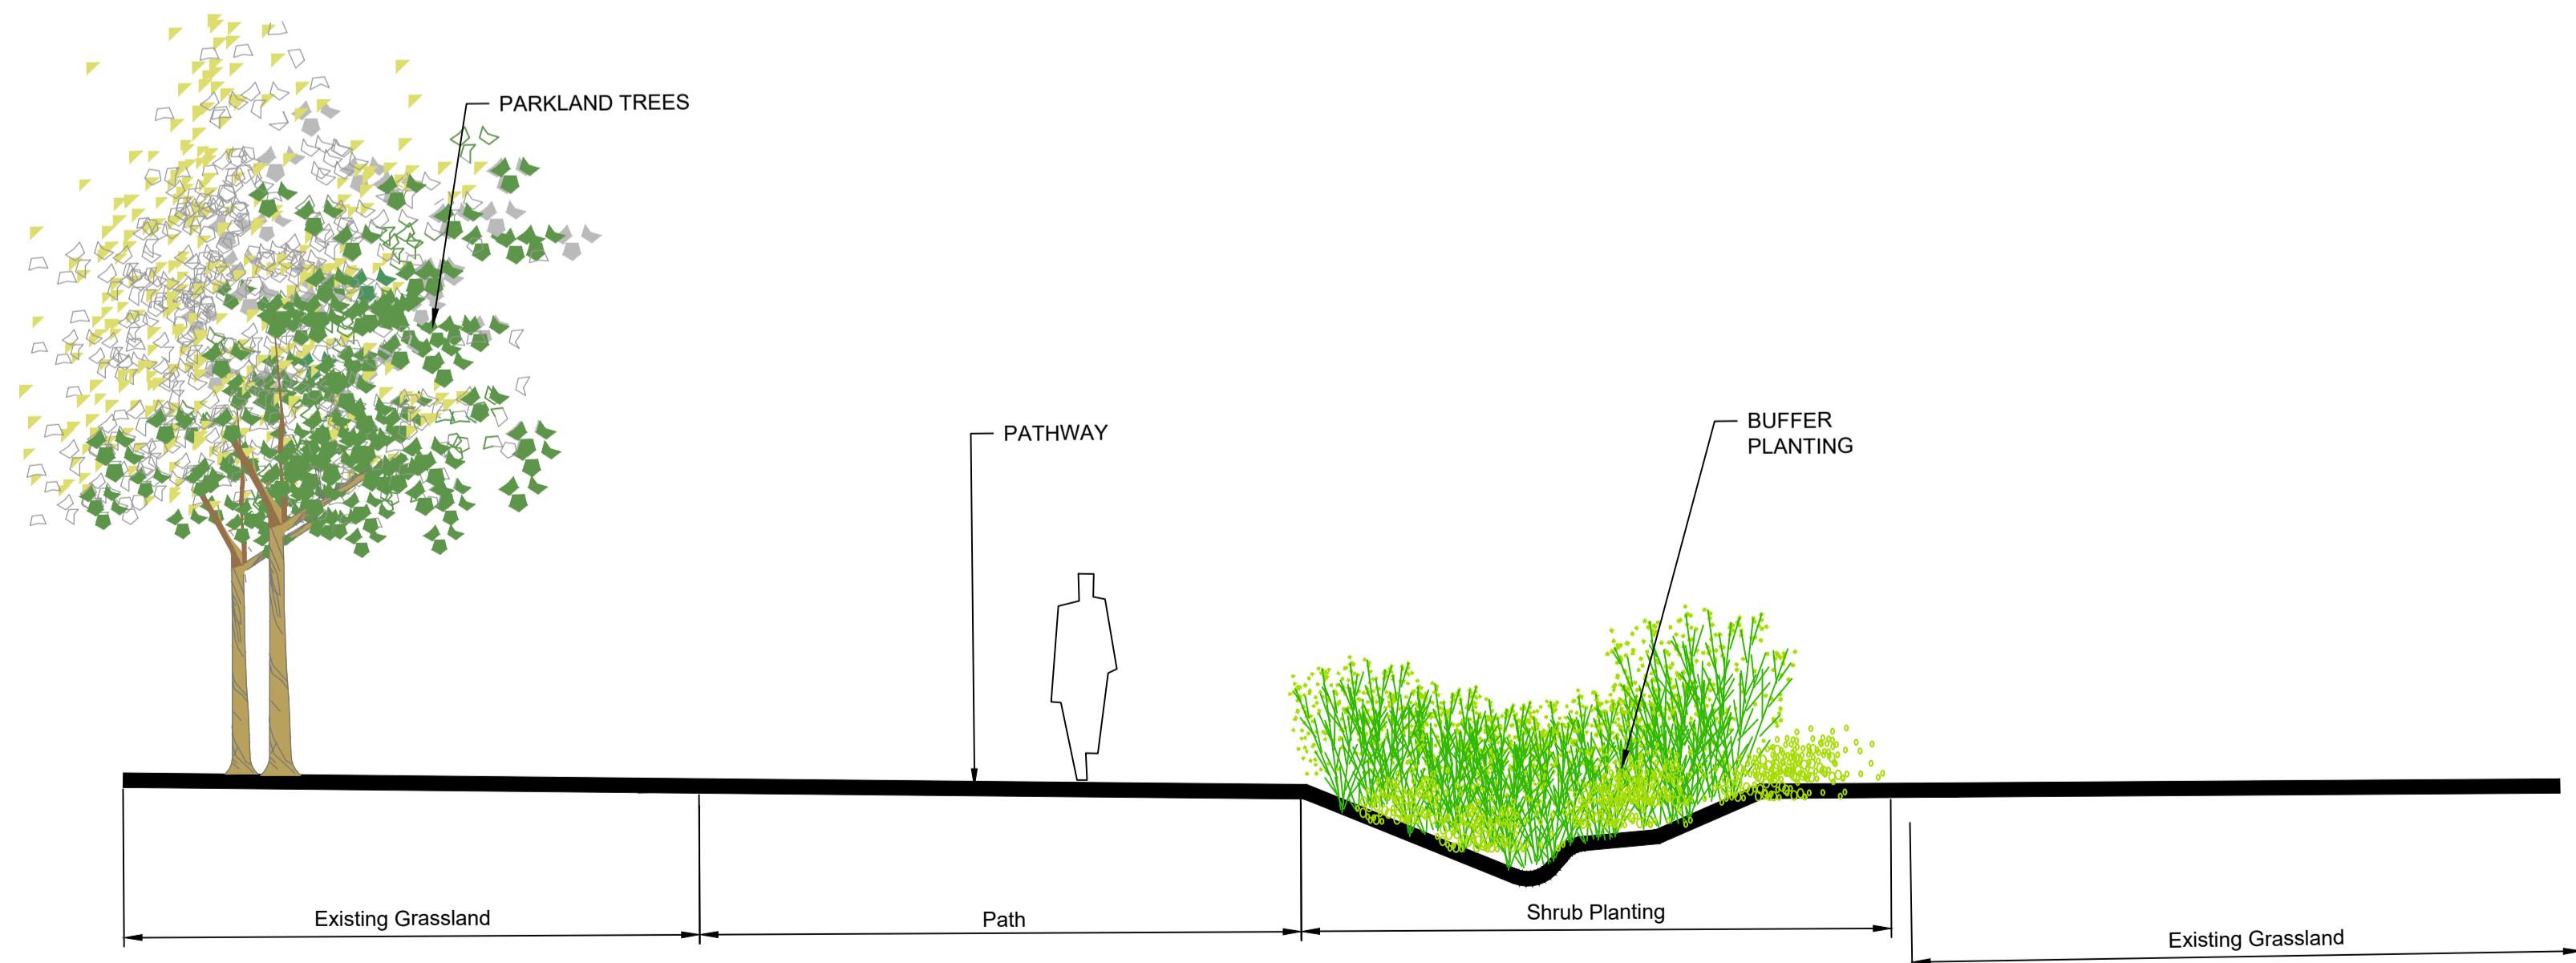 PARKLAND TREES
PATHWAY
BUFFER
PLANTING
Existing Grassland
Path
Shrub Planting
Existing Grassland